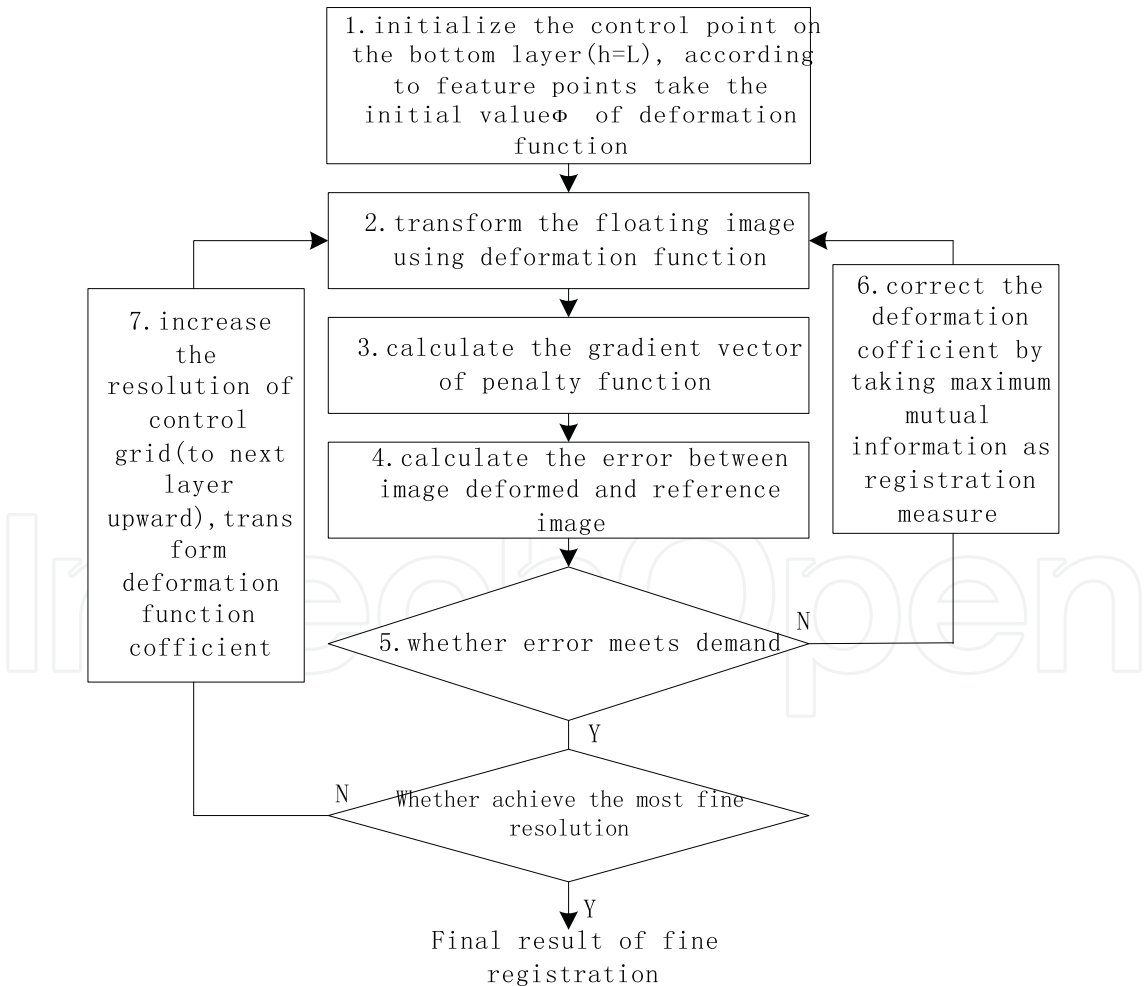 1.initialize the control point on
the bottom layer(h=L), according
to feature points take the
initial valueΦ of deformation
function
2.transform the floating image
using deformation function
3.calculate the gradient vector
of penalty function
4.calculate the error between
image deformed and reference
image
5.whether error meets demand
N
Y
6.correct the
deformation
cofficient by
taking maximum
mutual
information as
registration
measure
7.increase
the
resolution of
control
grid(to next
layer
upward),trans
form
deformation
function
cofficient
Whether achieve the most fine
resolution
N
Y
Final result of fine
registration
IntechOpen